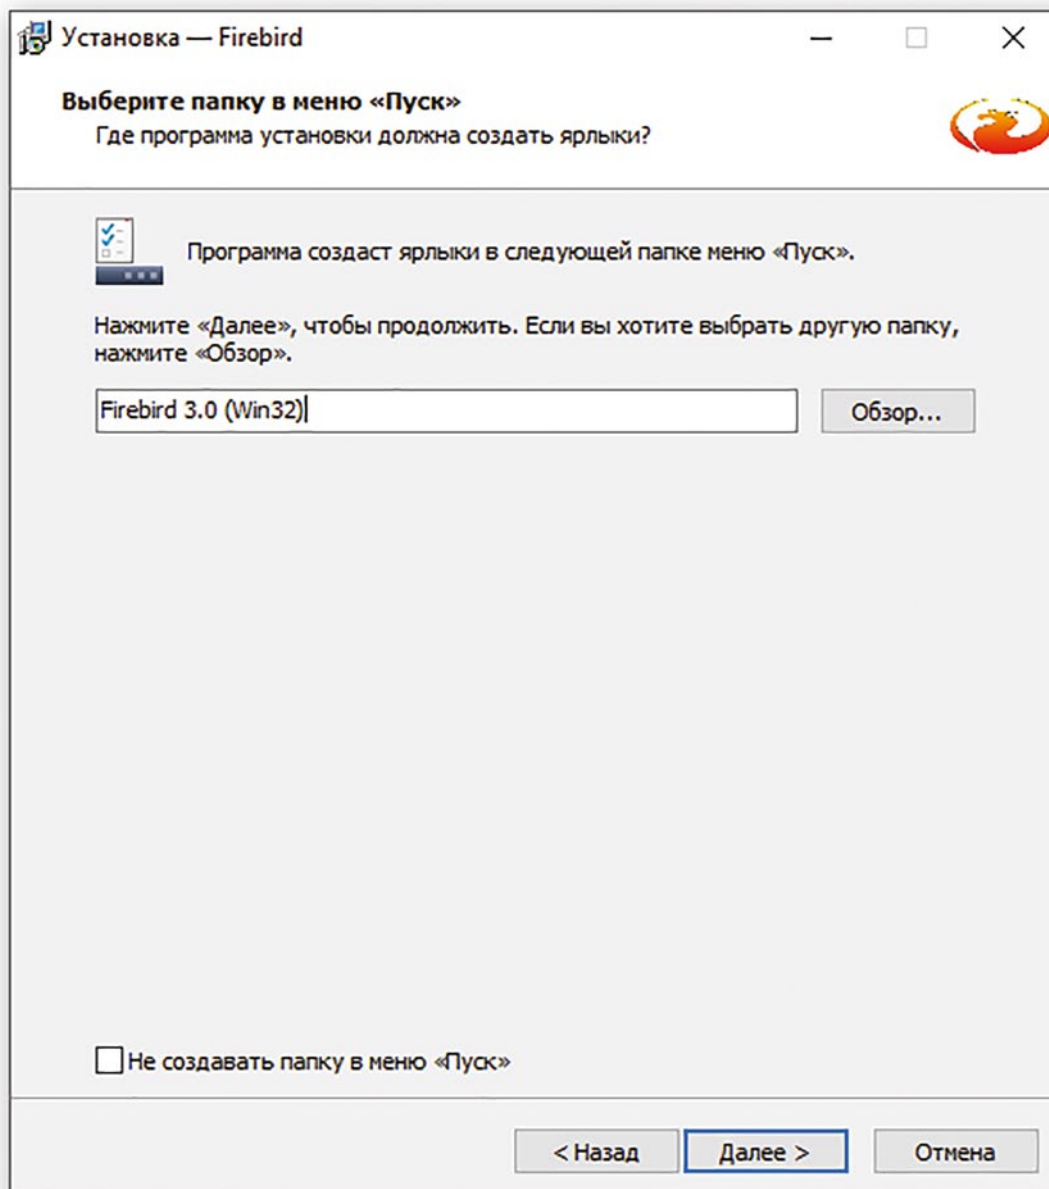 Установка — Firebird
Выберите папку в меню «Пуск»
Где программа установки должна создать ярлыки?
Программа создаст ярлыки в следующей папке меню «Пуск».
Нажмите «Далее», чтобы продолжить. Если вы хотите выбрать другую папку,
нажмите «Обзор».
Firebird 3.0 (Win32)
Обзор...
Не создавать папку в меню «Пуск»
< Назад
Далее >
Отмена